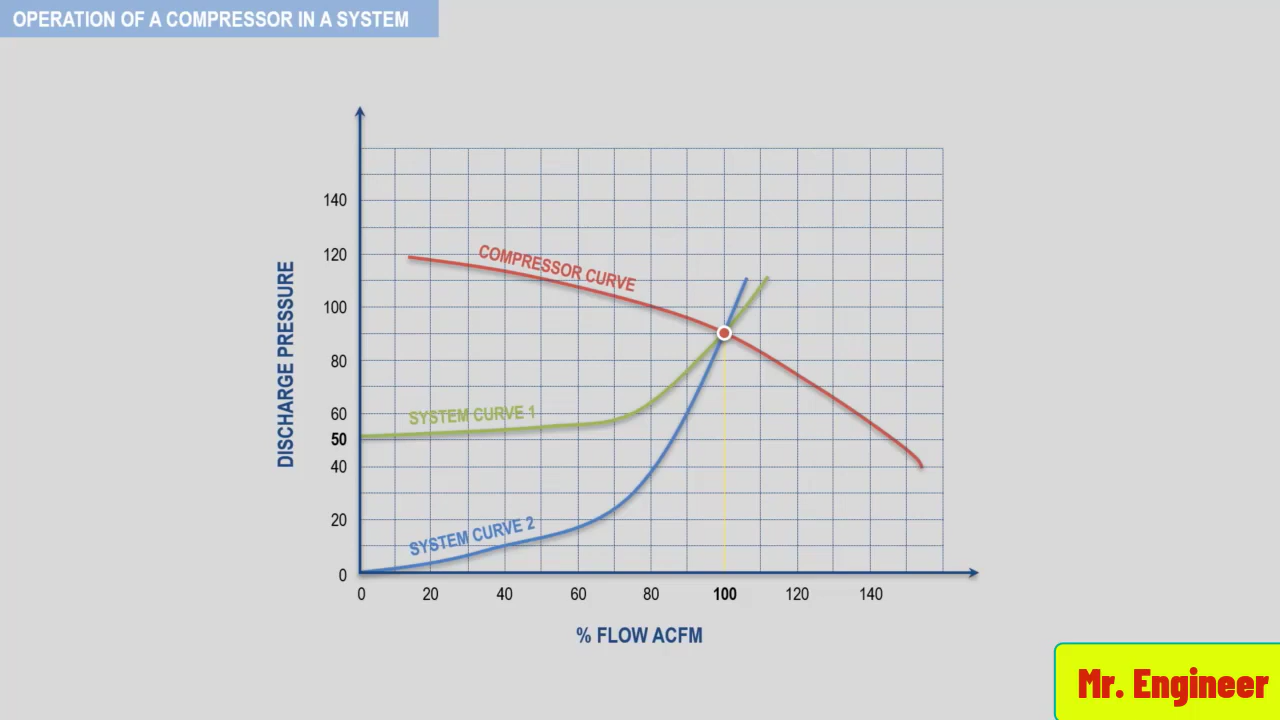 OPERATION OF A COMPRESSOR IN A SYSTEM
140
120
100
80
60
50
40
20
0
DISCHARGE PRESSURE
COMPRESSOR CURVE
SYSTEM CURVE 1
SYSTEM CURVE 2
0 20 40 60 80 100 120 140
% FLOW ACFM
Mr. Engineer